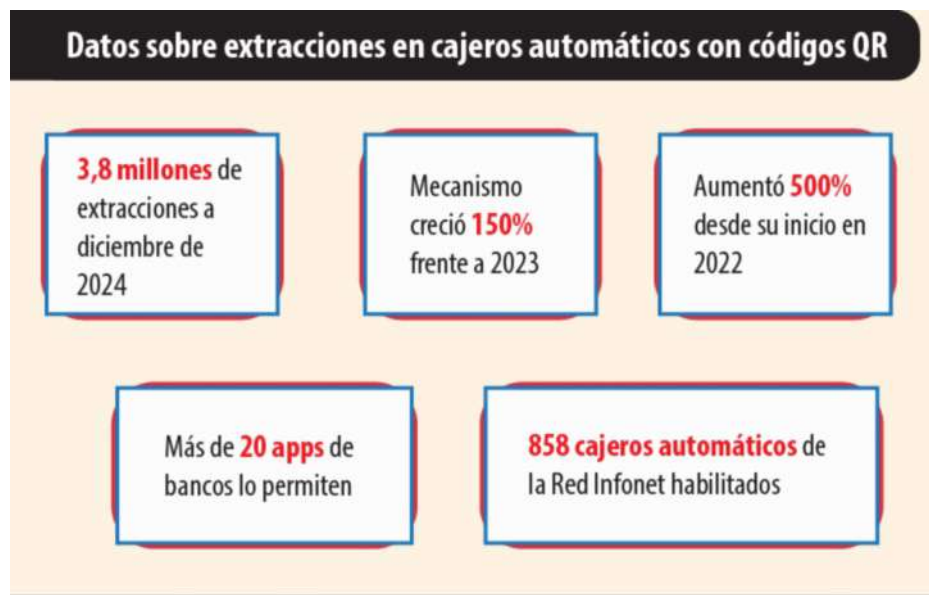 Datos sobre extracciones en cajeros automáticos con códigos QR
3,8 millones de
extracciones a
diciembre de
2024
Mecanismo
creció 150%
frente a 2023
Aumentó 500%
desde su inicio en
2022
Más de 20 apps de
bancos lo permiten
858 cajeros automáticos de
la Red Infonet habilitados